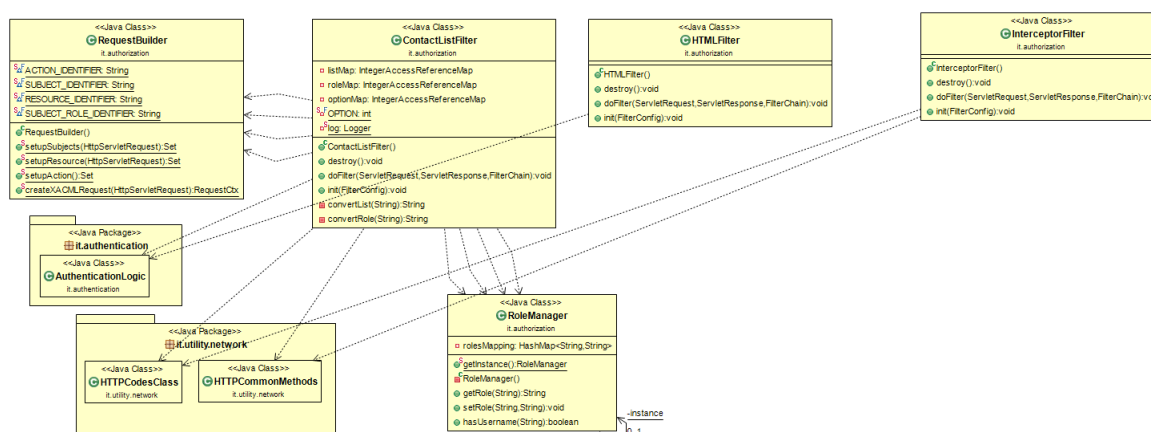 <<Java Class>>
RequestBuilder
it.authorization
ACTION_IDENTIFIER: String
SUBJECT_IDENTIFIER: String
RESOURCE_IDENTIFIER: String
SUBJECT_ROLE_IDENTIFIER: String
RequestBuilder()
setupSubjects(HttpServletRequest):Set
setupResource(HttpServletRequest):Set
setupAction():Set
createXACMLRequest(HttpServletRequest):RequestCtx
<<Java Class>>
ContactListFilter
it.authorization
listMap: IntegerAccessReferenceMap
roleMap: IntegerAccessReferenceMap
optionMap: IntegerAccessReferenceMap
OPTION: int
log: Logger
ContactListFilter()
destroy():void
doFilter(ServletRequest,ServletResponse,FilterChain):void
init(FilterConfig):void
convertList(String):String
convertRole(String):String
<<Java Class>>
HTMLFilter
it.authorization
HTMLFilter()
destroy():void
doFilter(ServletRequest,ServletResponse,FilterChain):void
init(FilterConfig):void
<<Java Class>>
InterceptorFilter
it.authorization
InterceptorFilter()
destroy():void
doFilter(ServletRequest,ServletResponse,FilterChain):void
init(FilterConfig):void
<<Java Package>>
it.authentication
<<Java Class>>
AuthenticationLogic
it.authentication
<<Java Package>>
it.utility.network
<<Java Class>>
HTTPCodesClass
it.utility.network
<<Java Class>>
HTTPCommonMethods
it.utility.network
<<Java Class>>
RoleManager
it.authorization
rolesMapping: HashMap<String,String>
getInstance():RoleManager
RoleManager()
getRole(String):String
setRole(String,String):void
hasUsername(String):boolean
-instance
0..1